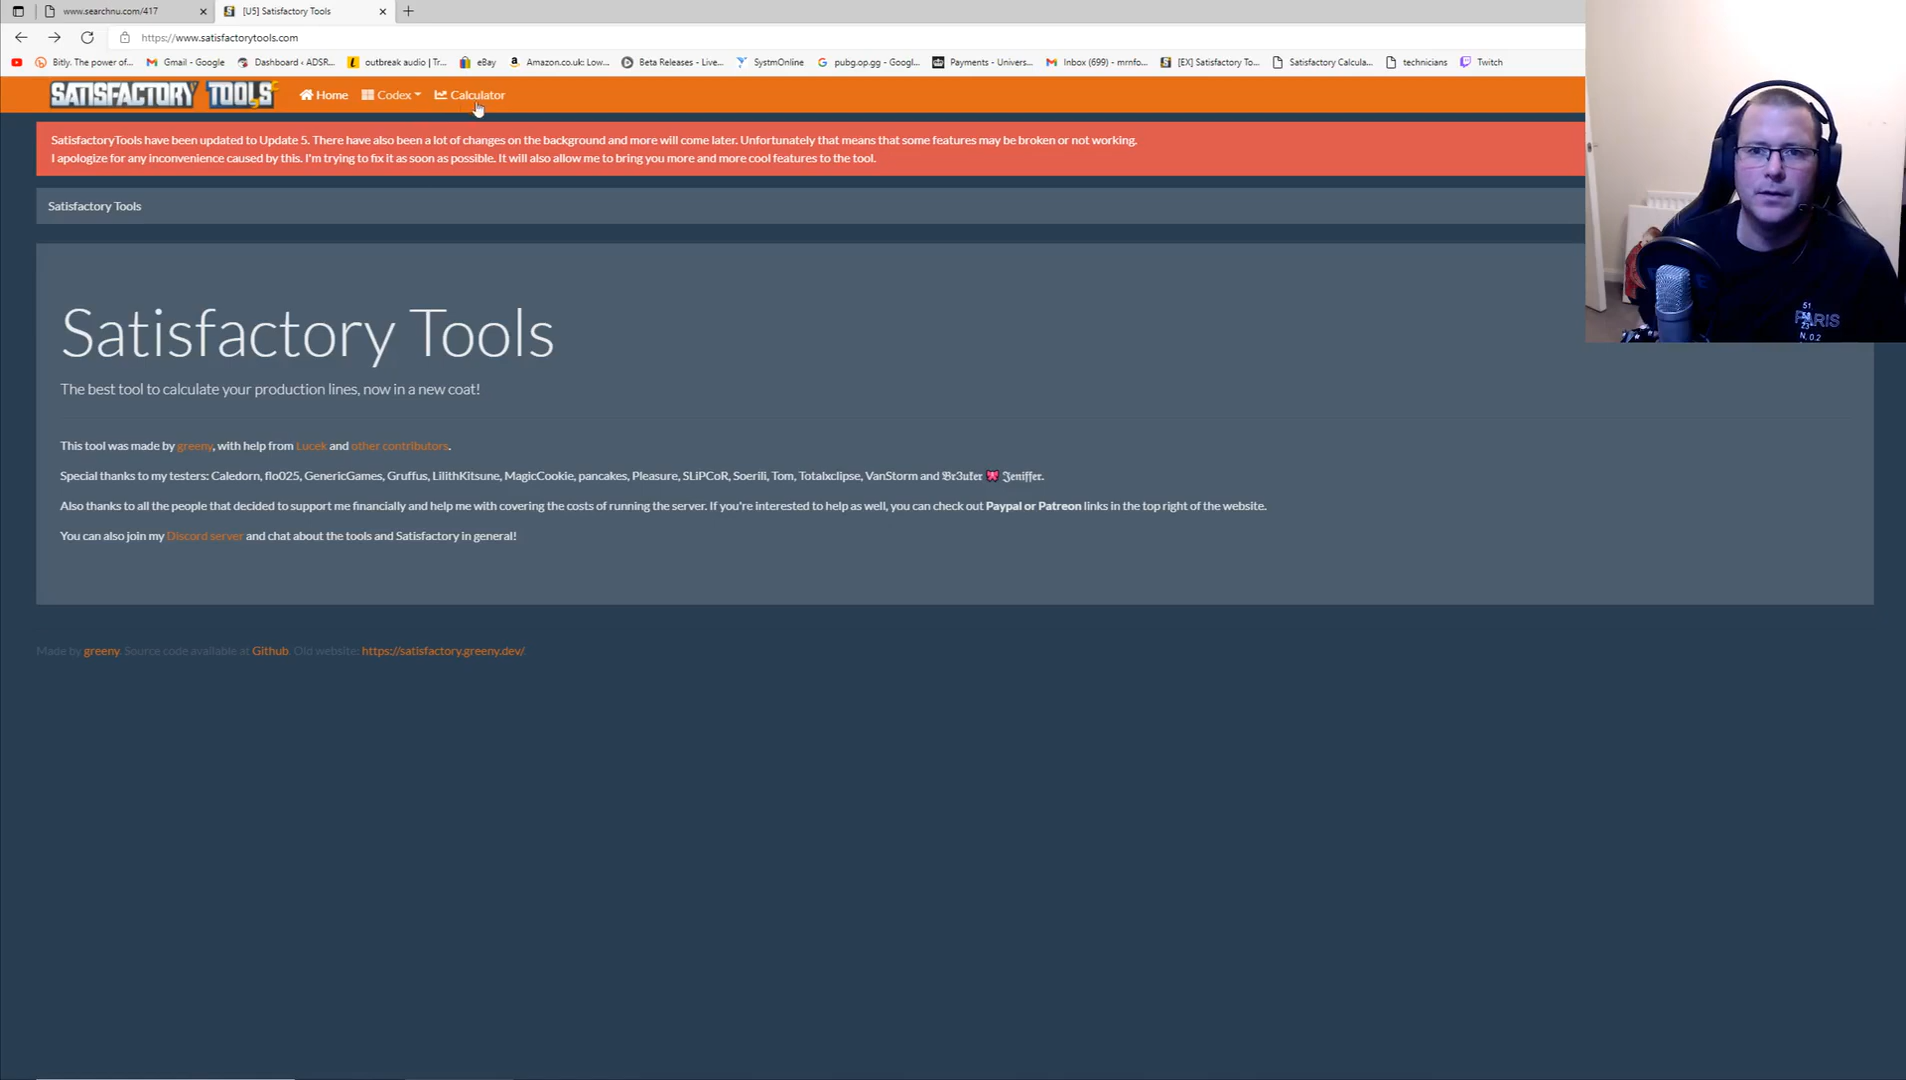 www.searchnu.com/417
[U5] Satisfactory Tools
https://www.satisfactorytools.com
Bitly. The power of...
Gmail - Google
Dashboard ‹ ADSR...
outbreak audio | Tr...
eBay
Amazon.co.uk: Low...
Beta Releases - Live...
SystmOnline
pubg.op.gg - Googl...
Payments - Univers...
Inbox (699) - mrnfo...
[EX] Satisfactory To...
Satisfactory Calcula...
technicians
Twitch
SATISFACTORY TOOLS
Home
Codex
Calculator
SatisfactoryTools have been updated to Update 5. There have also been a lot of changes on the background and more will come later. Unfortunately that means that some features may be broken or not working.
I apologize for any inconvenience caused by this. I'm trying to fix it as soon as possible. It will also allow me to bring you more and more cool features to the tool.
Satisfactory Tools
Satisfactory Tools
The best tool to calculate your production lines, now in a new coat!
This tool was made by greeny, with help from Lucek and other contributors.
Special thanks to my testers: Caledorn, flo025, GenericGames, Gruffus, LilithKitsune, MagicCookie, pancakes, Pleasure, SLiPCoR, Soerili, Tom, Totalxclipse, VanStorm and 𝔅𝔯3𝔲𝔣𝔢𝔯 🎀 𝔍𝔢𝔫𝔦𝔣𝔣𝔢𝔯.
Also thanks to all the people that decided to support me financially and help me with covering the costs of running the server. If you're interested to help as well, you can check out Paypal or Patreon links in the top right of the website.
You can also join my Discord server and chat about the tools and Satisfactory in general!
Made by greeny. Source code available at Github. Old website: https://satisfactory.greeny.dev/.
51
23
PARIS
N, 0.2